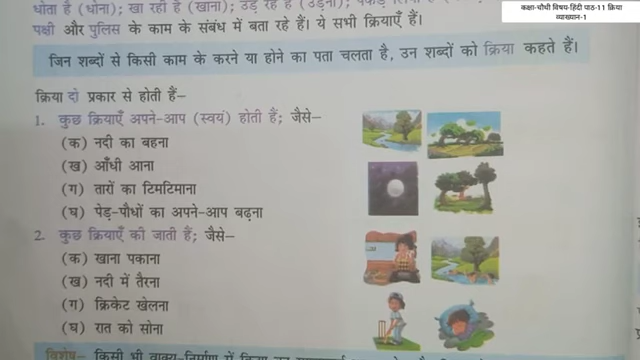 कक्षा-चौथी विषय-हिंदी पाठ-11 क्रिया
व्याख्यान-1
धोता है (धोना); खा रही है (खाना); उड़ रहे हैं (उड़ना);
पक्षी और पुलिस के काम के संबंध में बता रहे हैं। ये सभी क्रियाएँ हैं।
जिन शब्दों से किसी काम के करने या होने का पता चलता है, उन शब्दों को क्रिया कहते हैं।
क्रिया दो प्रकार से होती हैं–
1. कुछ क्रियाएँ अपने-आप (स्वयं) होती हैं; जैसे–
(क) नदी का बहना
(ख) आँधी आना
(ग) तारों का टिमटिमाना
(घ) पेड़-पौधों का अपने-आप बढ़ना
2. कुछ क्रियाएँ की जाती हैं; जैसे–
(क) खाना पकाना
(ख) नदी में तैरना
(ग) क्रिकेट खेलना
(घ) रात को सोना
विशेष– किसी भी वाक्य-निर्माण में